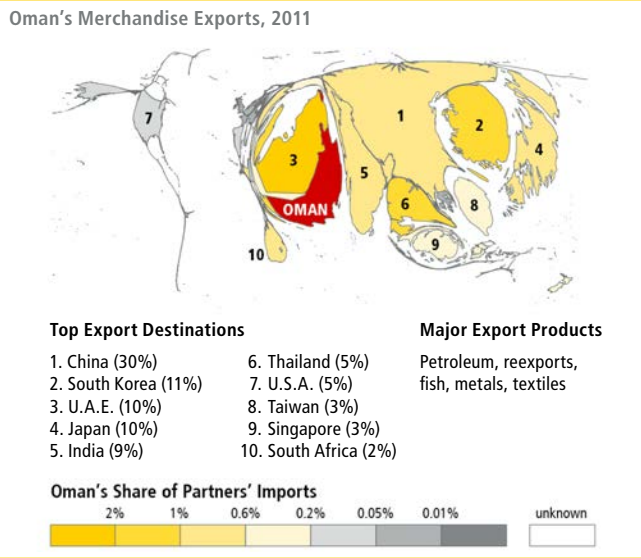 Oman's Merchandise Exports, 2011
1
2
3
4
5
6
7
8
9
10
OMAN
Top Export Destinations
1. China (30%)
2. South Korea (11%)
3. U.A.E. (10%)
4. Japan (10%)
5. India (9%)
6. Thailand (5%)
7. U.S.A. (5%)
8. Taiwan (3%)
9. Singapore (3%)
10. South Africa (2%)
Major Export Products
Petroleum, reexports,
fish, metals, textiles
Oman's Share of Partners' Imports
2% 1% 0.6% 0.2% 0.05% 0.01% unknown